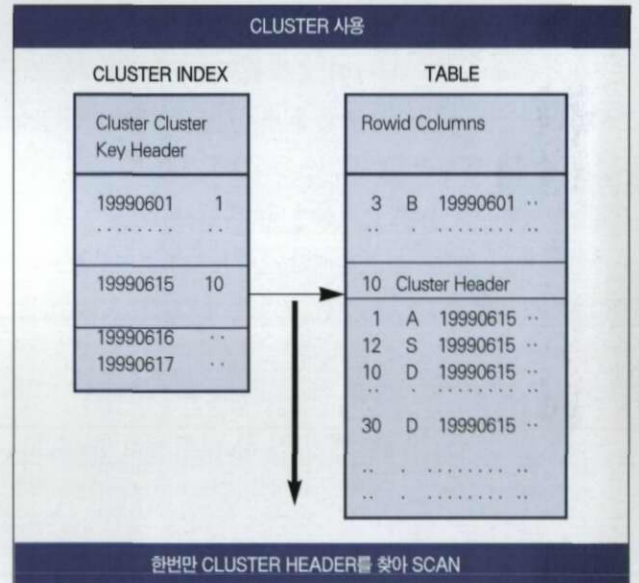 CLUSTER 사용
CLUSTER INDEX
Cluster Cluster
Key Header
19990601 1
........ ..
19990615 10
19990616 ..
19990617 ..
TABLE
Rowid Columns
3 B 19990601 ..
.. . ........ ..
10 Cluster Header
1 A 19990615 ..
12 S 19990615 ..
10 D 19990615 ..
.. . ........ ..
30 D 19990615 ..
.. . ........ ..
.. . ........ ..
한번만 CLUSTER HEADER를 찾아 SCAN